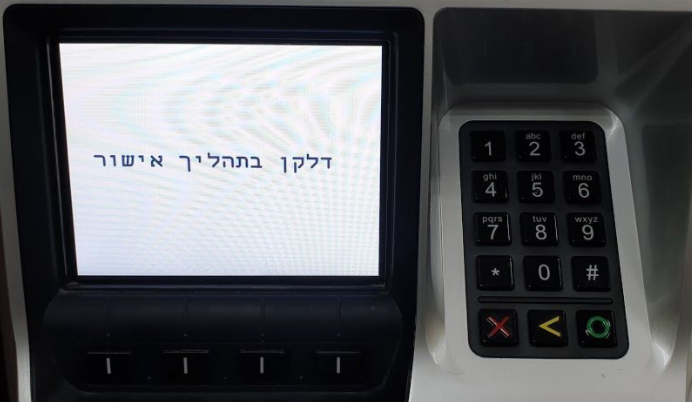 דלקן בתהליך אישור
1 abc 2 def 3
ghi 4 jkl 5 mno 6
pqrs 7 tuv 8 wxyz 9
* 0 #